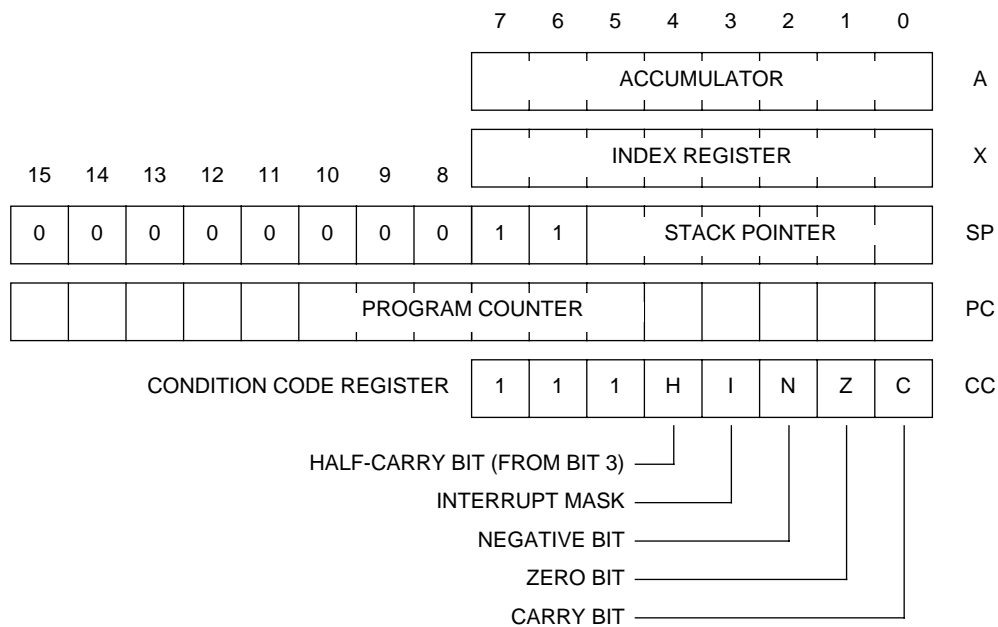 7 6 5 4 3 2 1 0
ACCUMULATOR A
INDEX REGISTER X
15 14 13 12 11 10 9 8
0 0 0 0 0 0 0 0 1 1 STACK POINTER SP
PROGRAM COUNTER PC
CONDITION CODE REGISTER 1 1 1 H I N Z C CC
HALF-CARRY BIT (FROM BIT 3)
INTERRUPT MASK
NEGATIVE BIT
ZERO BIT
CARRY BIT